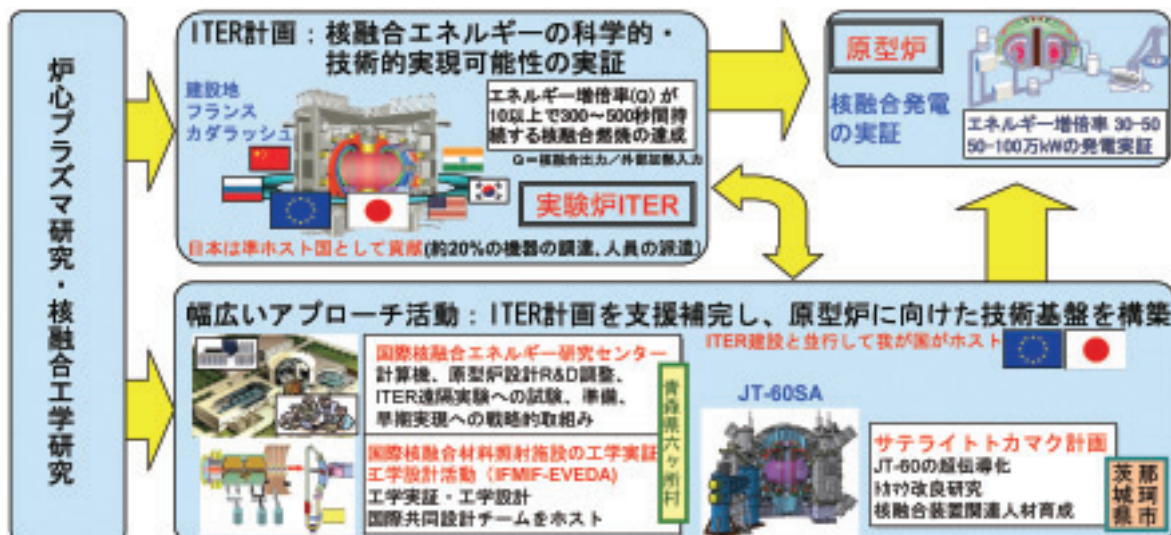 炉心プラズマ研究・核融合工学研究
ITER計画：核融合エネルギーの科学的・
技術的実現可能性の実証
建設地
フランス
カダラッシュ
エネルギー増倍率(Q)が
10以上で300～500秒間持
続する核融合燃焼の達成
Q＝核融合出力／外部加熱入力
実験炉ITER
日本は準ホスト国として貢献(約20%の機器の調達、人員の派遣)
原型炉
核融合発電
の実証
エネルギー増倍率 30-50
50-100万kWの発電実証
幅広いアプローチ活動：ITER計画を支援補完し、原型炉に向けた技術基盤を構築
ITER建設と並行して我が国がホスト
国際核融合エネルギー研究センター
計算機、原型炉設計R&D調整、
ITER遠隔実験への試験、準備、
早期実現への戦略的取組み
国際核融合材料照射施設の工学実証
工学設計活動（IFMIF-EVEDA)
工学実証・工学設計
国際共同設計チームをホスト
青森県六ヶ所村
JT-60SA
サテライトトカマク計画
JT-60の超伝導化
トカマク改良研究
核融合装置関連人材育成
茨城県
那珂市